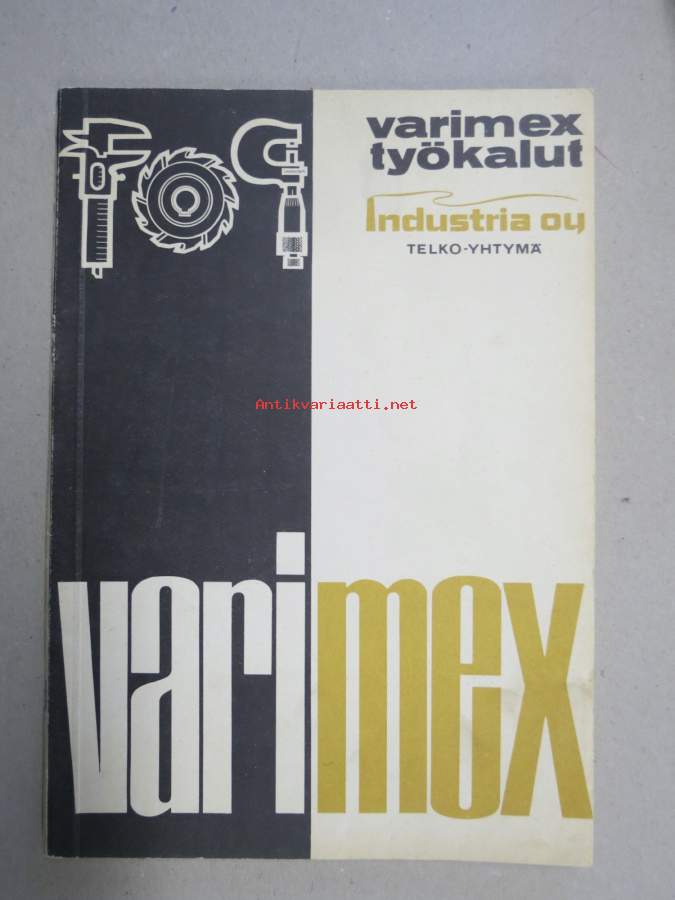 varimex
työkalut
Industria oy
TELKO-YHTYMÄ
Antikvariaatti.net
varimex